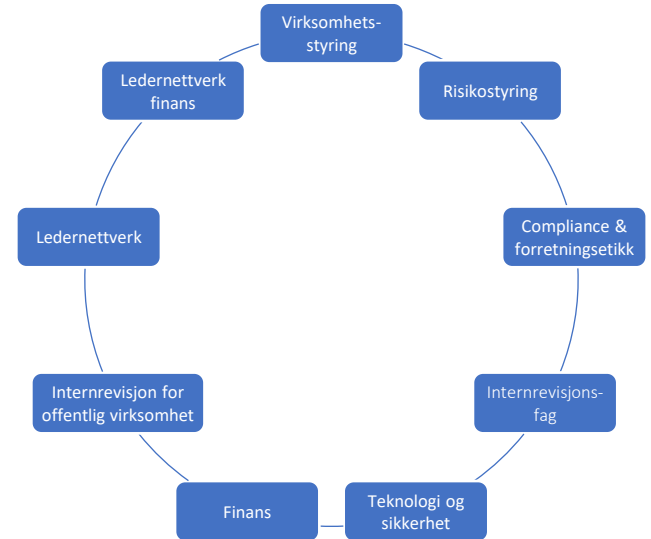 Virksomhets-
styring
Risikostyring
Compliance &
forretningsetikk
Internrevisjons-
fag
Teknologi og
sikkerhet
Finans
Internrevisjon for
offentlig virksomhet
Ledernettverk
Ledernettverk
finans